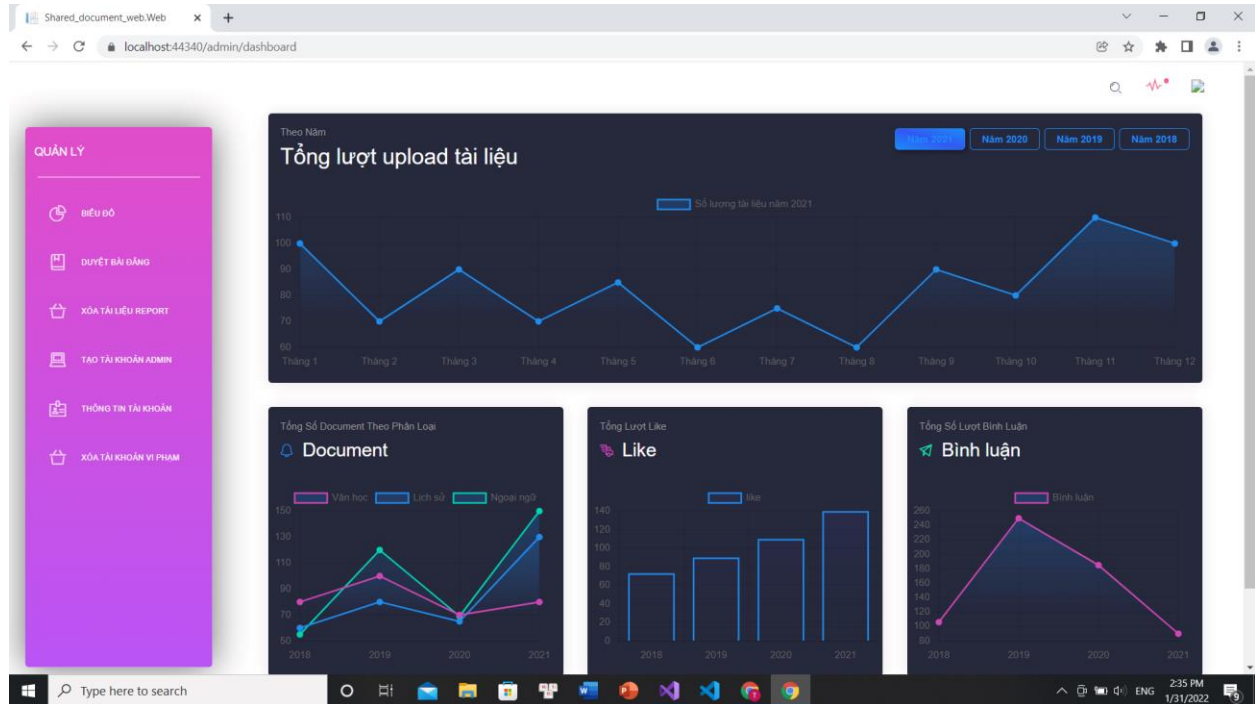 Shared_document_web.Web
localhost:44340/admin/dashboard
QUẢN LÝ
BIỂU ĐỒ
DUYỆT BÀI ĐĂNG
XÓA TÀI LIỆU REPORT
TẠO TÀI KHOẢN ADMIN
THÔNG TIN TÀI KHOẢN
XÓA TÀI KHOẢN VI PHẠM
Theo Năm
Tổng lượt upload tài liệu
Năm 2021 Năm 2020 Năm 2019 Năm 2018
Số lượng tài liệu năm 2021
110
100
90
80
70
60
Tháng 1 Tháng 2 Tháng 3 Tháng 4 Tháng 5 Tháng 6 Tháng 7 Tháng 8 Tháng 9 Tháng 10 Tháng 11 Tháng 12
Tổng Số Document Theo Phân Loại
Document
Văn học Lịch sử Ngoại ngữ
150
130
110
90
70
50
2018 2019 2020 2021
Tổng Lượt Like
Like
like
140
120
100
80
60
40
20
0
2018 2019 2020 2021
Tổng Số Lượt Bình Luận
Bình luận
Bình luận
260
240
220
200
180
160
140
120
100
80
2018 2019 2020 2021
Type here to search
ENG
2:35 PM
1/31/2022
9